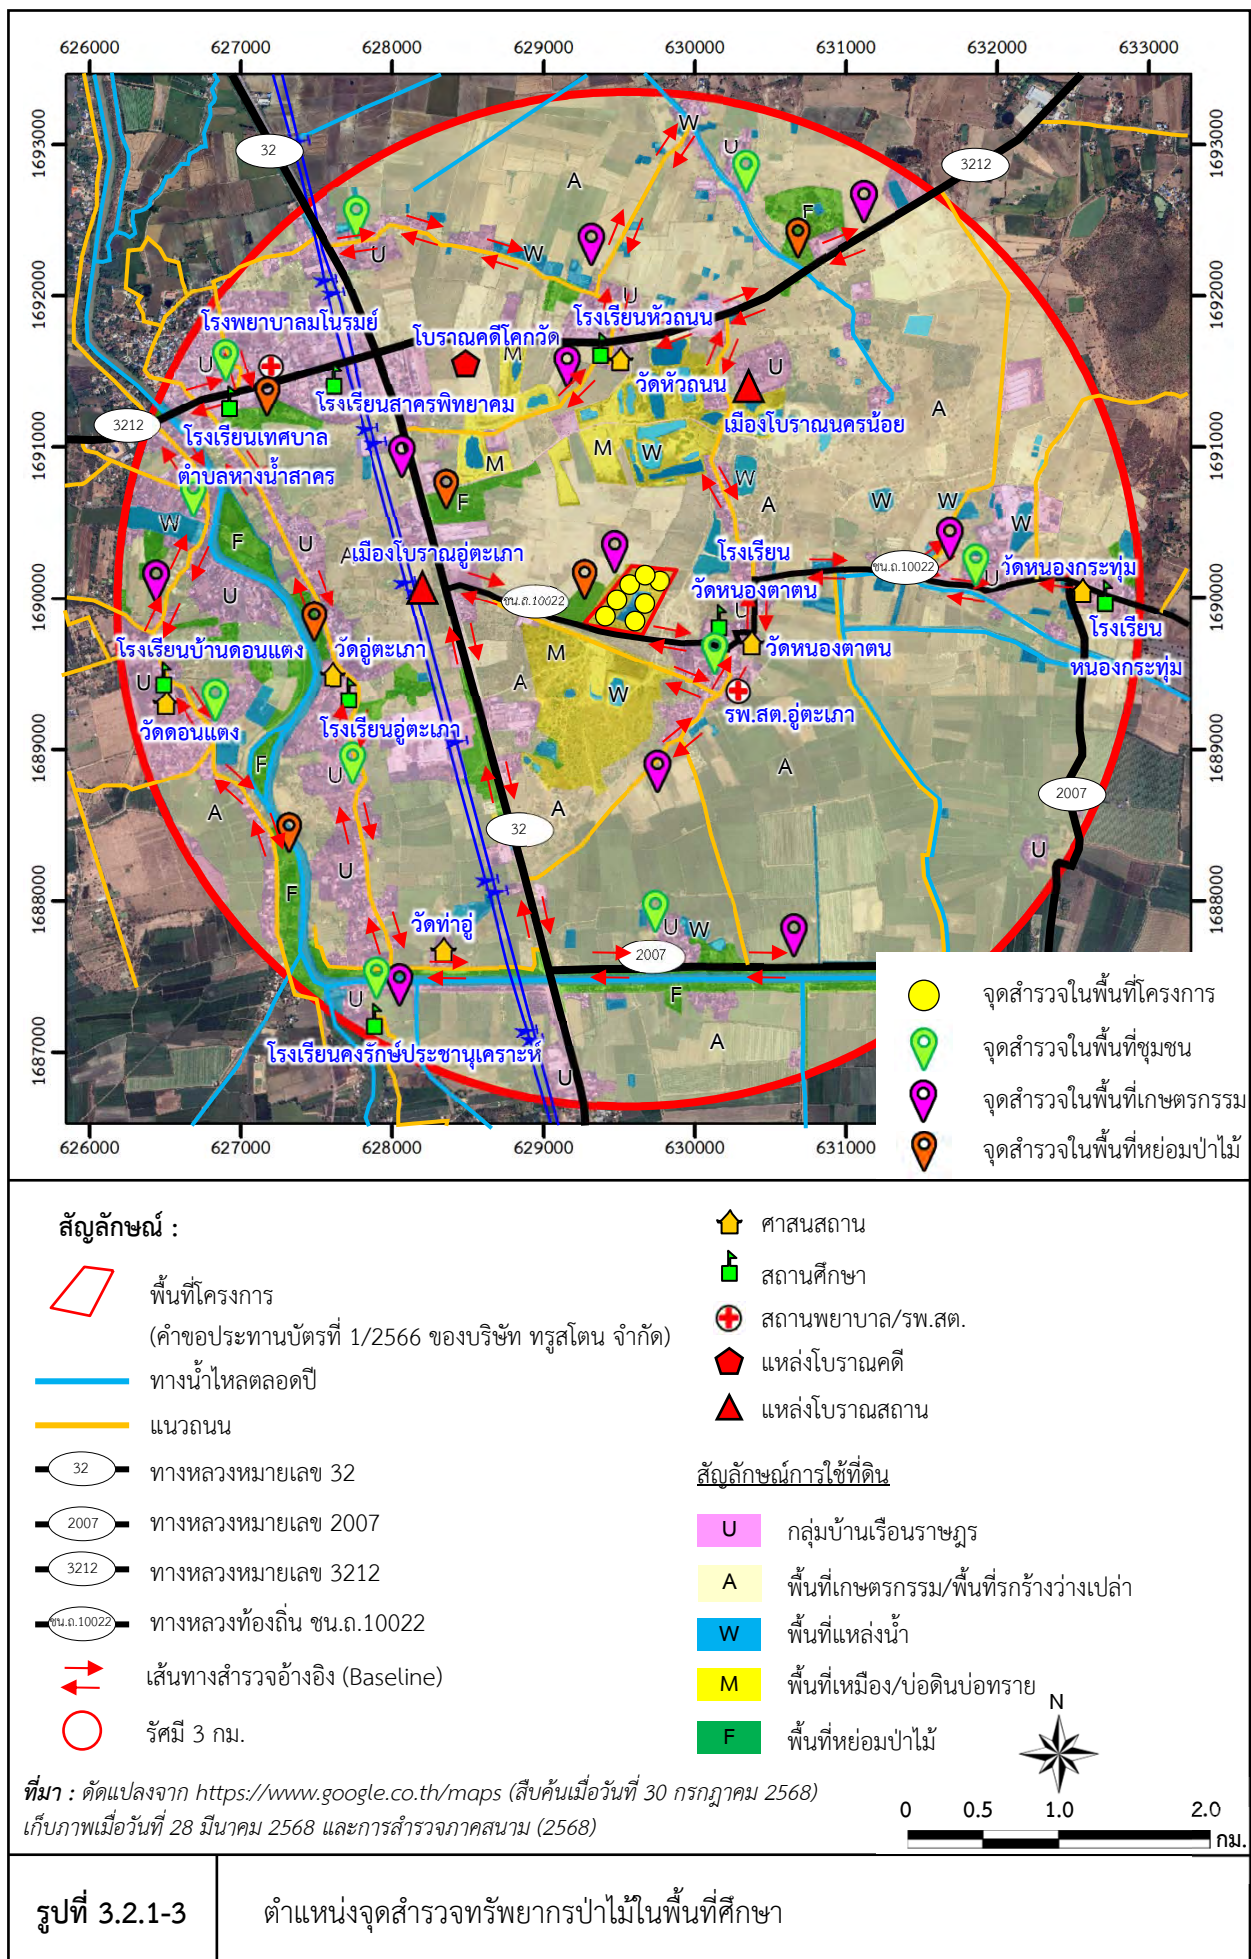 626000 627000 628000 629000 630000 631000 632000 633000
1693000
1692000
1691000
1690000
1689000
1688000
1687000
1693000
1692000
1691000
1690000
1689000
1688000
32
3212
W
U
A
F
U
W
U
โรงพยาบาลมโนรมย์
โบราณคดีโคกวัด
โรงเรียนหัวถนน
U
M
U
วัดหัวถนน
โรงเรียนสาครพิทยาคม
A
เมืองโบราณนครน้อย
3212
โรงเรียนเทศบาล
ตำบลหางน้ำสาคร
M
M
W
W
F
A
W
W
W
W
F
U
A
เมืองโบราณอู่ตะเภา
โรงเรียน
วัดหนองตาตน
ชน.ถ.10022
วัดหนองกระทุ่ม
U
U
ชน.ถ.10022
U
โรงเรียน
หนองกระทุ่ม
โรงเรียนบ้านดอนแดง
วัดอู่ตะเภา
M
วัดหนองตาตน
U
A
W
วัดดอนแดง
โรงเรียนอู่ตะเภา
รพ.สต.อู่ตะเภา
F
U
A
2007
A
A
32
U
U
F
วัดท่าอู่
U
W
2007
U
F
A
โรงเรียนคงรักษ์ประชานุเคราะห์
U
626000 627000 628000 629000 630000 631000
จุดสำรวจในพื้นที่โครงการ
จุดสำรวจในพื้นที่ชุมชน
จุดสำรวจในพื้นที่เกษตรกรรม
จุดสำรวจในพื้นที่หย่อมป่าไม้
สัญลักษณ์ :
พื้นที่โครงการ
(คำขอประทานบัตรที่ 1/2566 ของบริษัท ทรูสโตน จำกัด)
ทางน้ำไหลตลอดปี
แนวถนน
32 ทางหลวงหมายเลข 32
2007 ทางหลวงหมายเลข 2007
3212 ทางหลวงหมายเลข 3212
ชน.ถ.10022 ทางหลวงท้องถิ่น ชน.ถ.10022
เส้นทางสำรวจอ้างอิง (Baseline)
รัศมี 3 กม.
ศาสนสถาน
สถานศึกษา
สถานพยาบาล/รพ.สต.
แหล่งโบราณคดี
แหล่งโบราณสถาน
สัญลักษณ์การใช้ที่ดิน
U กลุ่มบ้านเรือนราษฎร
A พื้นที่เกษตรกรรม/พื้นที่รกร้างว่างเปล่า
W พื้นที่แหล่งน้ำ
M พื้นที่เหมือง/บ่อดินบ่อทราย
F พื้นที่หย่อมป่าไม้
N
0 0.5 1.0 2.0
กม.
ที่มา : ดัดแปลงจาก https://www.google.co.th/maps (สืบค้นเมื่อวันที่ 30 กรกฎาคม 2568)
เก็บภาพเมื่อวันที่ 28 มีนาคม 2568 และการสำรวจภาคสนาม (2568)
รูปที่ 3.2.1-3 ตำแหน่งจุดสำรวจทรัพยากรป่าไม้ในพื้นที่ศึกษา